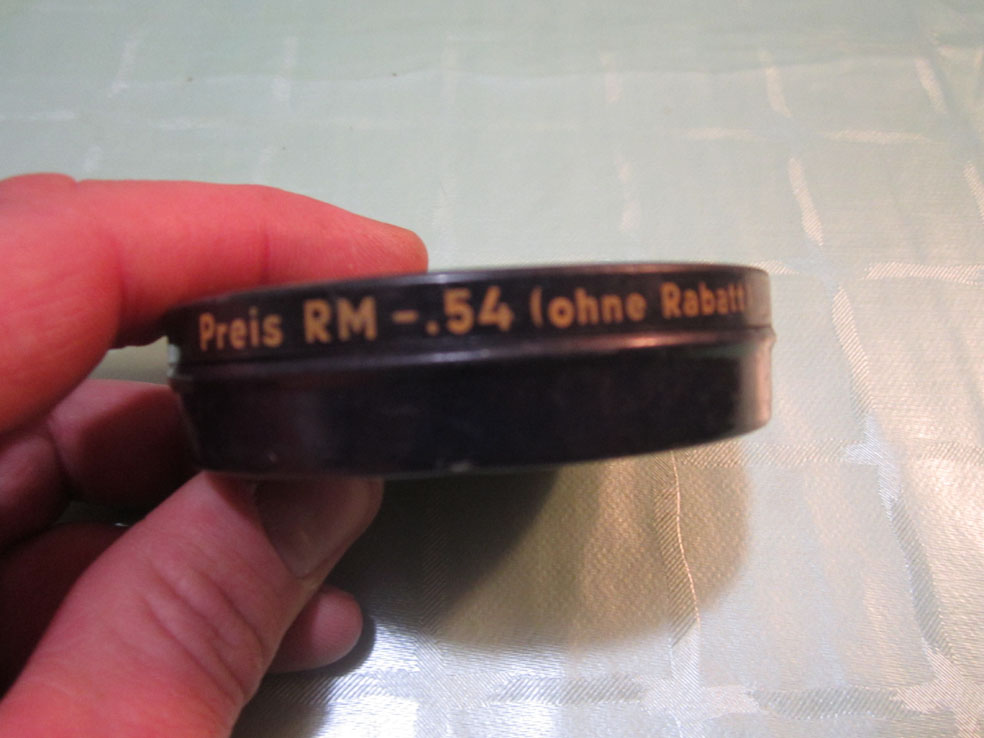 Preis RM -.54 (ohne Rabatt)